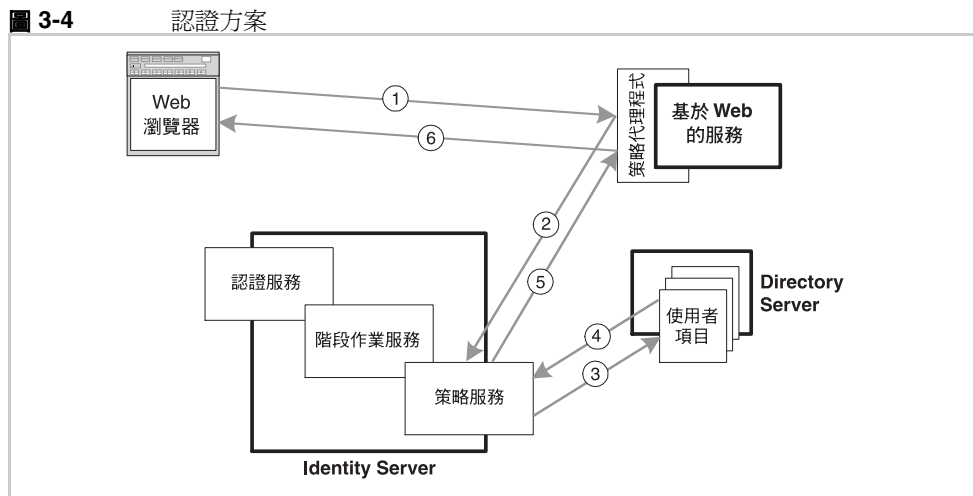 圖 3-4 認證方案
Web
瀏覽器
1
6
策略代理程式
基於 Web
的服務
2
5
認證服務
階段作業服務
策略服務
Identity Server
4
3
使用者
項目
Directory
Server